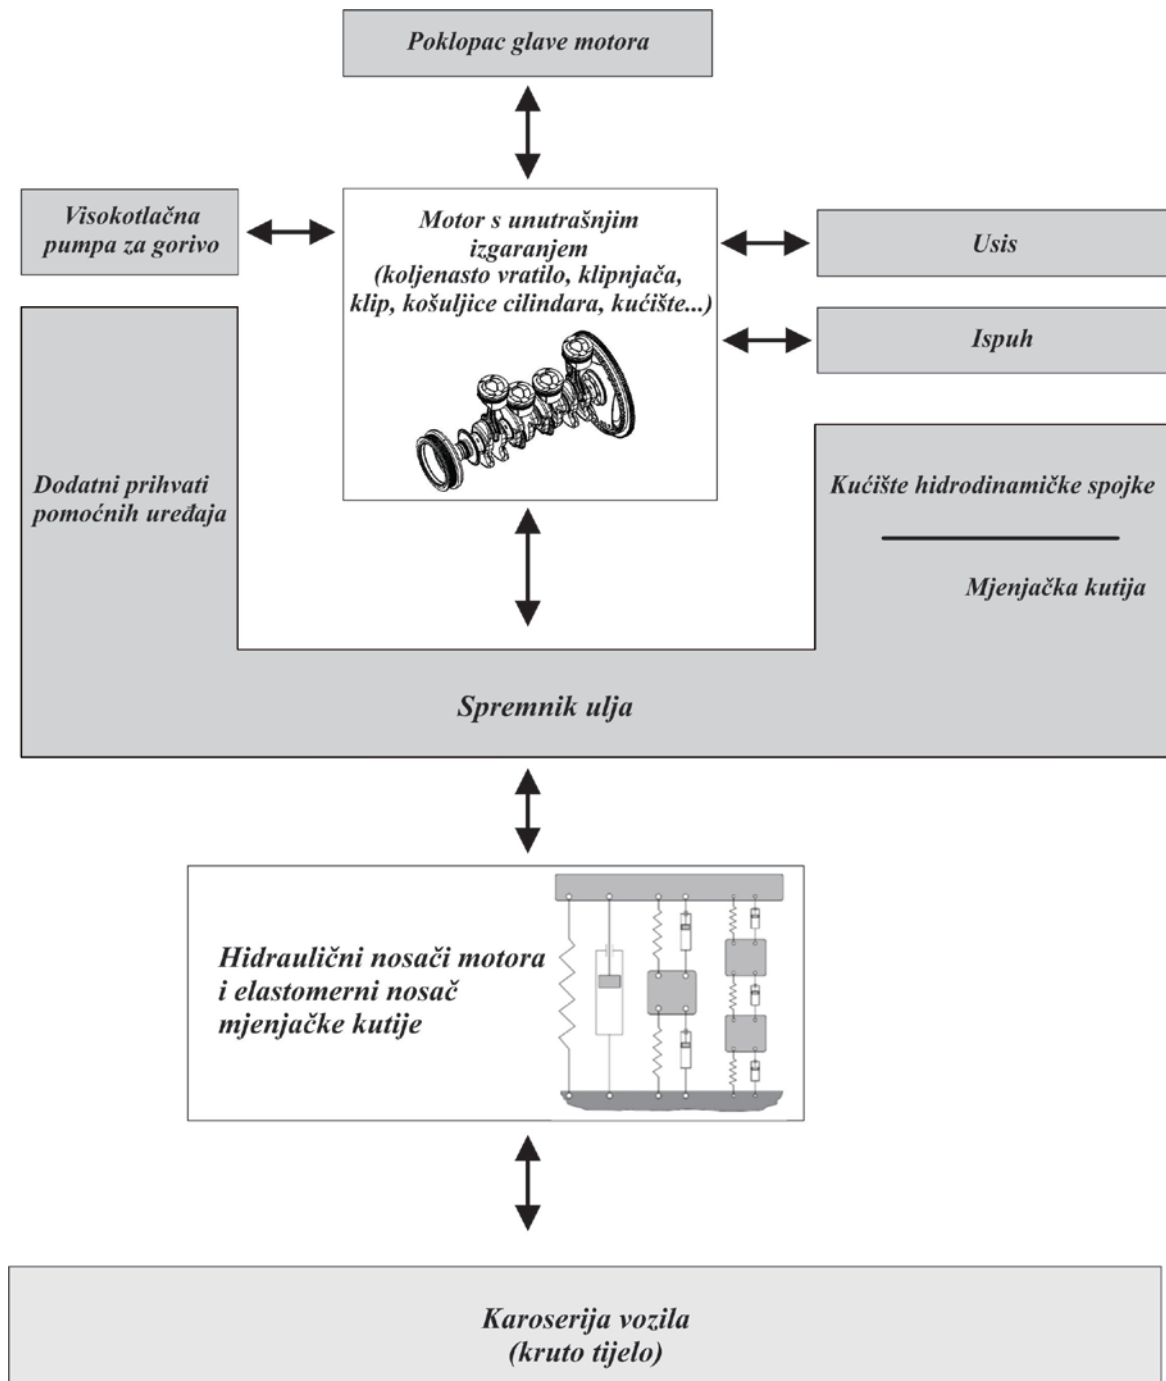 Poklopac glave motora
Visokotlačna
pumpa za gorivo
Motor s unutrašnjim
izgaranjem
(koljenasto vratilo, klipnjača,
klip, košuljice cilindara, kućište...)
Usis
Ispuh
Dodatni prihvati
pomoćnih uređaja
Kućište hidrodinamičke spojke
Mjenjačka kutija
Spremnik ulja
Hidraulični nosači motora
i elastomerni nosač
mjenjačke kutije
Karoserija vozila
(kruto tijelo)